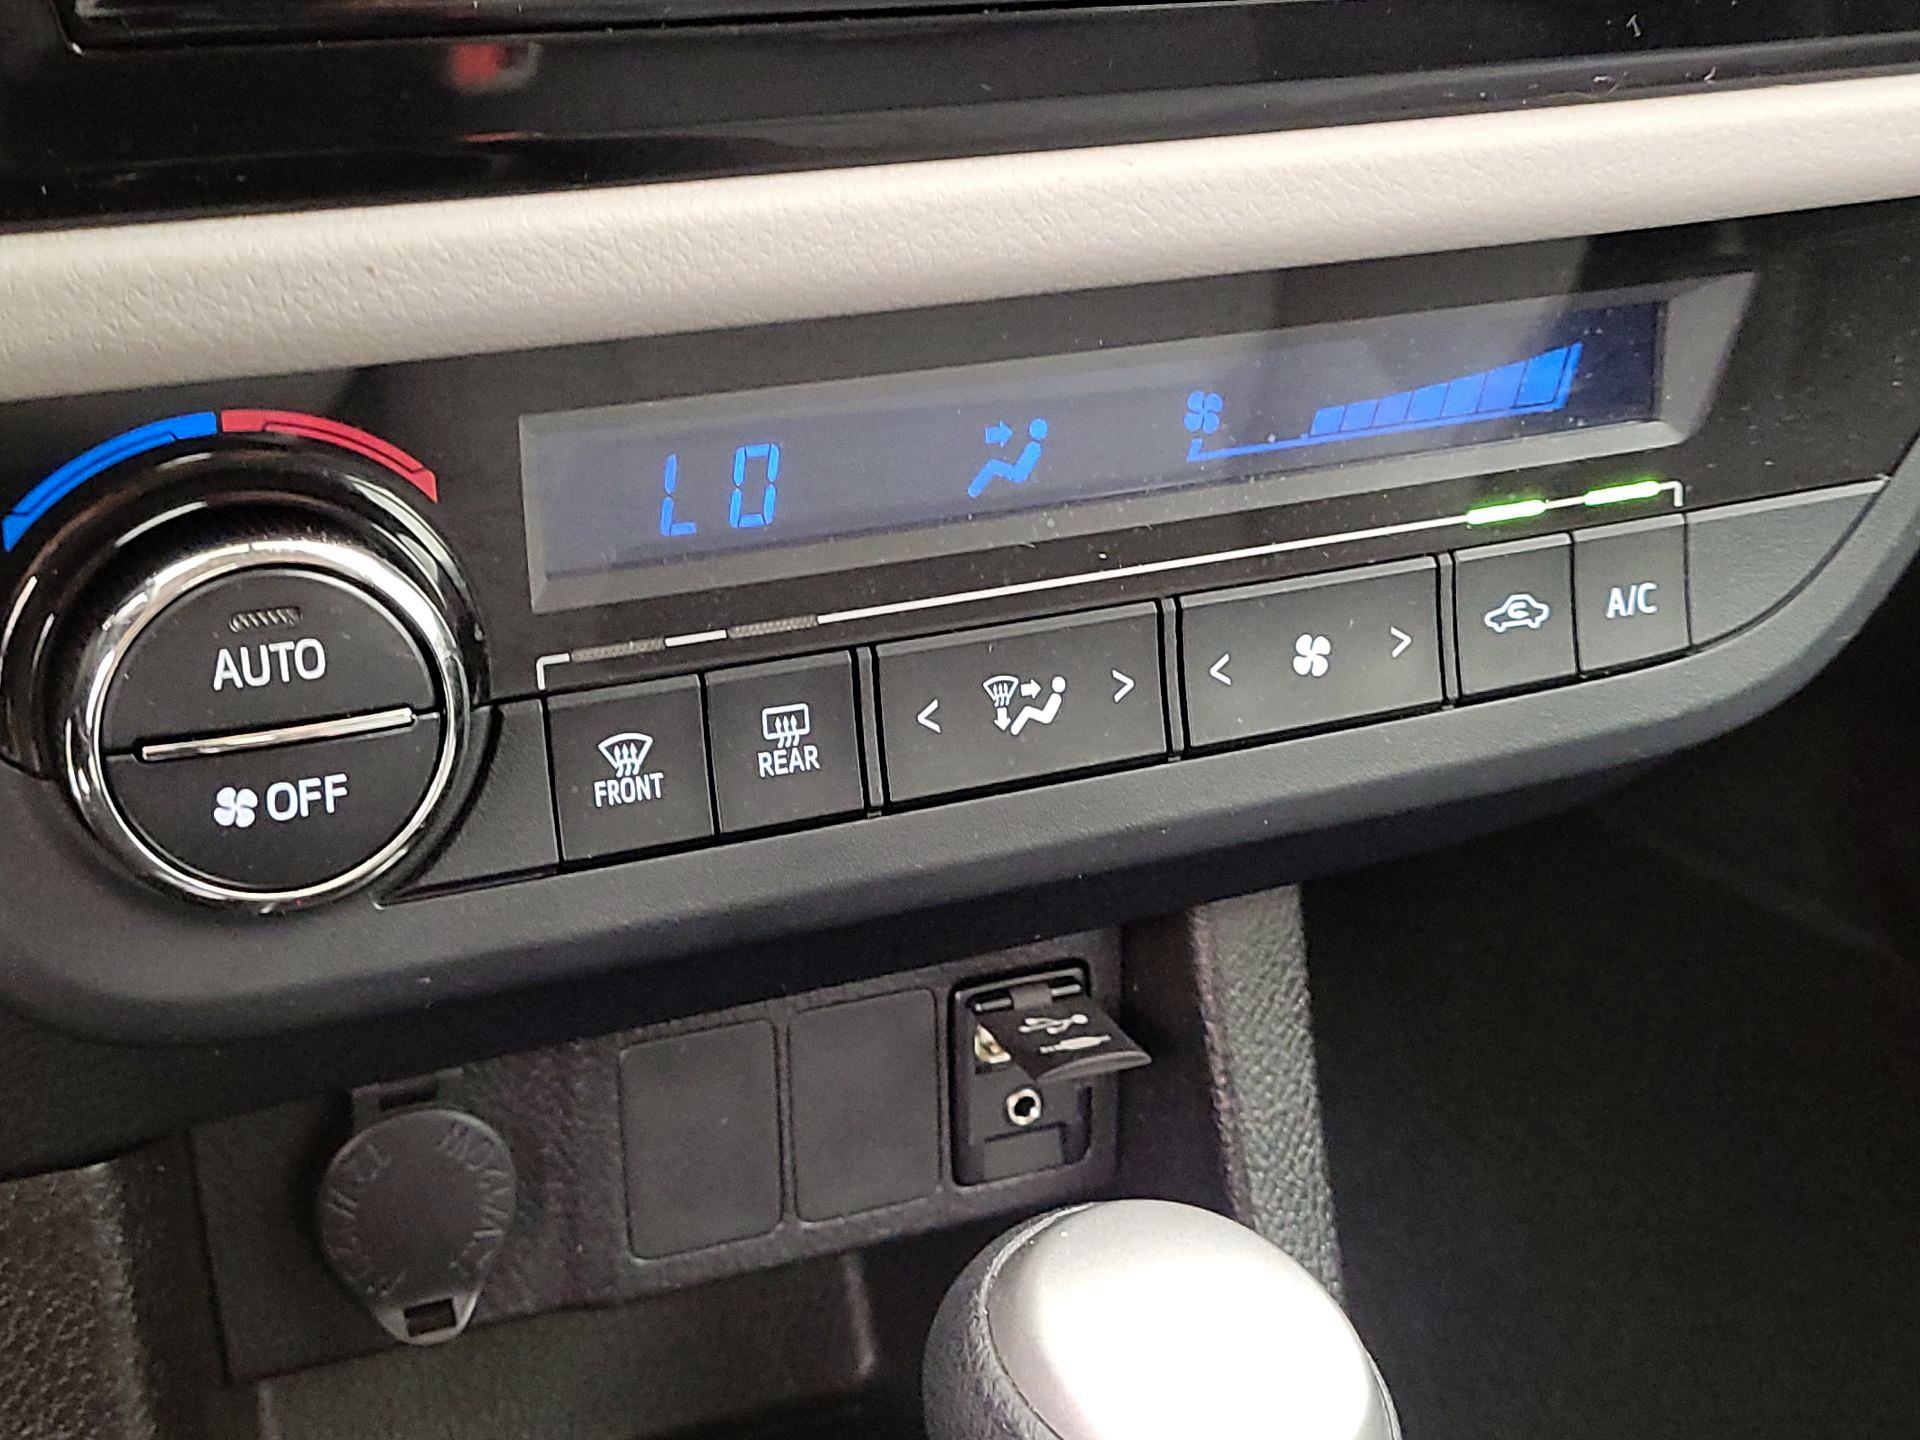 LO
AUTO
OFF
FRONT
REAR
< >
< >
A/C